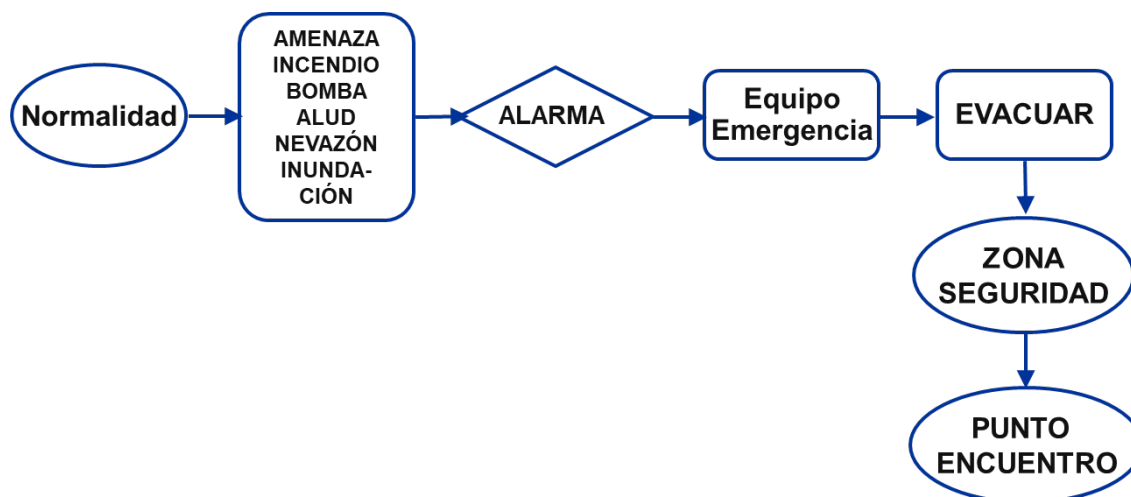 Normalidad
AMENAZA
INCENDIO
BOMBA
ALUD
NEVAZÓN
INUNDA-
CIÓN
ALARMA
Equipo
Emergencia
EVACUAR
ZONA
SEGURIDAD
PUNTO
ENCUENTRO